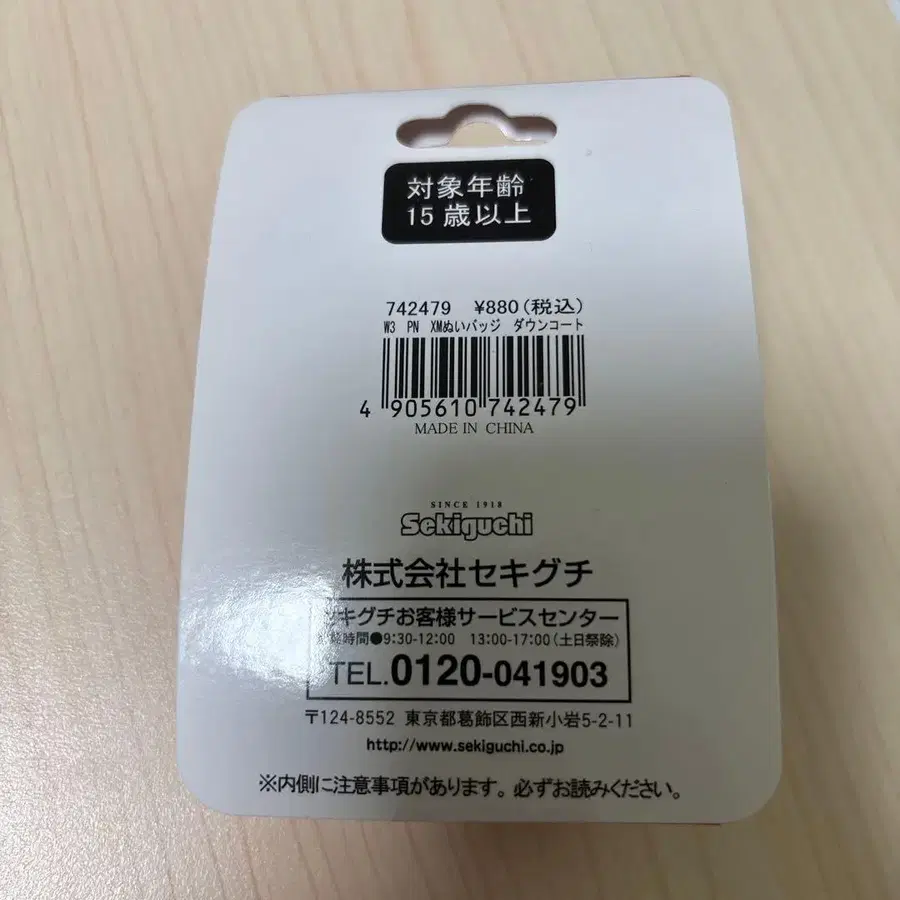 対象年齢
15歳以上
742479 ¥880(税込)
W3 PN XMぬいバッジ ダウンコート
4 905610 742479
MADE IN CHINA
SINCE 1918
Sekiguchi
株式会社セキグチ
セキグチお客様サービスセンター
時間●9:30-12:00 13:00-17:00(土日祭除)
TEL.0120-041903
〒124-8552 東京都葛飾区西新小岩5-2-11
http://www.sekiguchi.co.jp
※内側に注意事項があります。必ずお読みください。